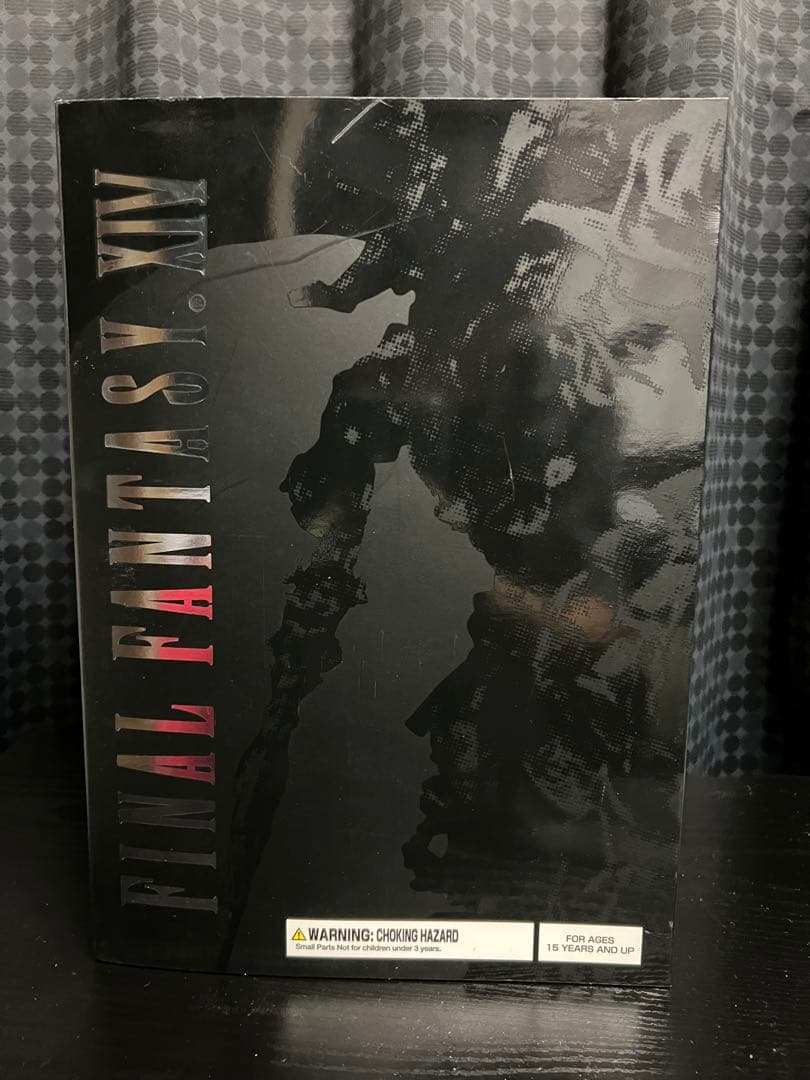 FINAL FANTASY. XIV
WARNING: CHOKING HAZARD
Small Parts Not for children under 3 years.
FOR AGES
15 YEARS AND UP